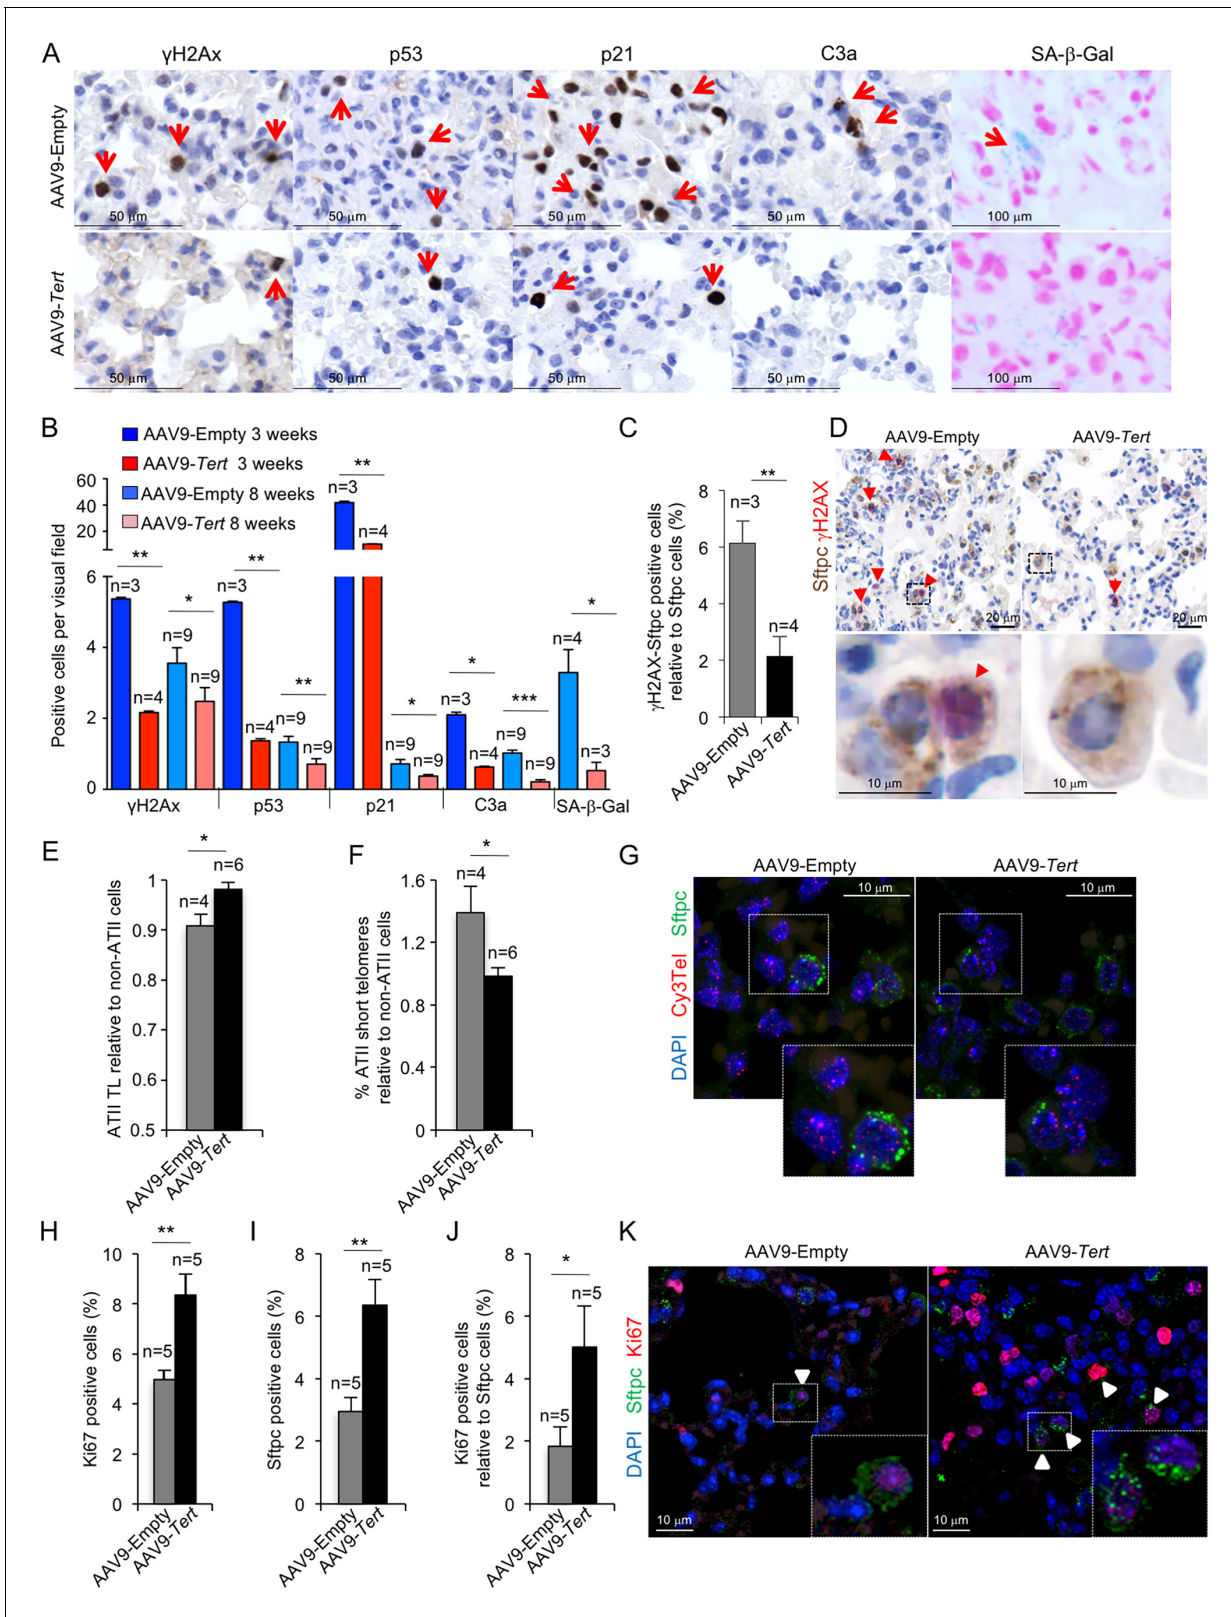 A
γH2Ax p53 p21 C3a SA-β-Gal
AAV9-Empty
50 μm 50 μm 50 μm 50 μm 100 μm
AAV9-Tert
50 μm 50 μm 50 μm 50 μm 100 μm
B
AAV9-Empty 3 weeks
AAV9-Tert 3 weeks
AAV9-Empty 8 weeks
AAV9-Tert 8 weeks
Positive cells per visual field
60
40
20
6
4
2
0
** n=3 n=4 * n=9 n=9
** n=3 n=4 ** n=9 n=9
** n=3 n=4 * n=9 n=9
* n=3 n=4 *** n=9 n=9
* n=4 n=3
γH2Ax p53 p21 C3a SA-β-Gal
C
γH2AX-Sftpc positive cells
relative to Sftpc cells (%)
8
6
4
2
0
**
n=3
n=4
AAV9-Empty
AAV9-Tert
D
AAV9-Empty AAV9-Tert
Sftpc γH2AX
20 μm 20 μm
10 μm 10 μm
E
ATII TL relative to non-ATII cells
1
0.9
0.8
0.7
0.6
0.5
*
n=4
n=6
AAV9-Empty
AAV9-Tert
F
% ATII short telomeres
relative to non-ATII cells
1.6
1.2
0.8
0.4
0
*
n=4
n=6
AAV9-Empty
AAV9-Tert
G
AAV9-Empty AAV9-Tert
DAPI Cy3Tel Sftpc
10 μm 10 μm
H
Ki67 positive cells (%)
10
8
6
4
2
0
**
n=5
n=5
AAV9-Empty
AAV9-Tert
I
Sftpc positive cells (%)
8
6
4
2
0
**
n=5
n=5
AAV9-Empty
AAV9-Tert
J
Ki67 positive cells
relative to Sftpc cells (%)
8
6
4
2
0
*
n=5
n=5
AAV9-Empty
AAV9-Tert
K
AAV9-Empty AAV9-Tert
DAPI Sftpc Ki67
10 μm 10 μm